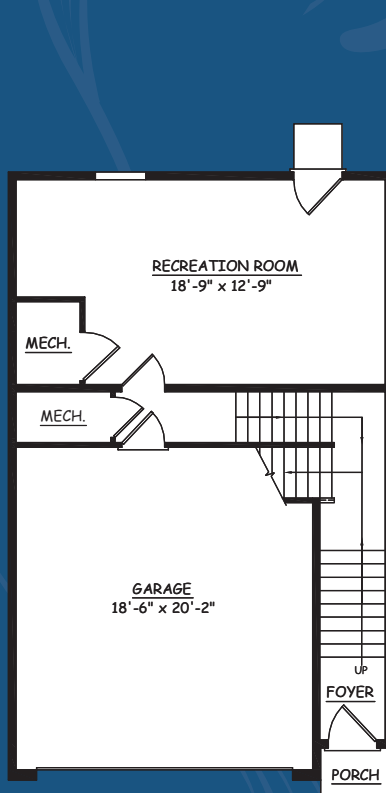 RECREATION ROOM
18'-9" x 12'-9"
MECH.
MECH.
GARAGE
18'-6" x 20'-2"
UP
FOYER
PORCH